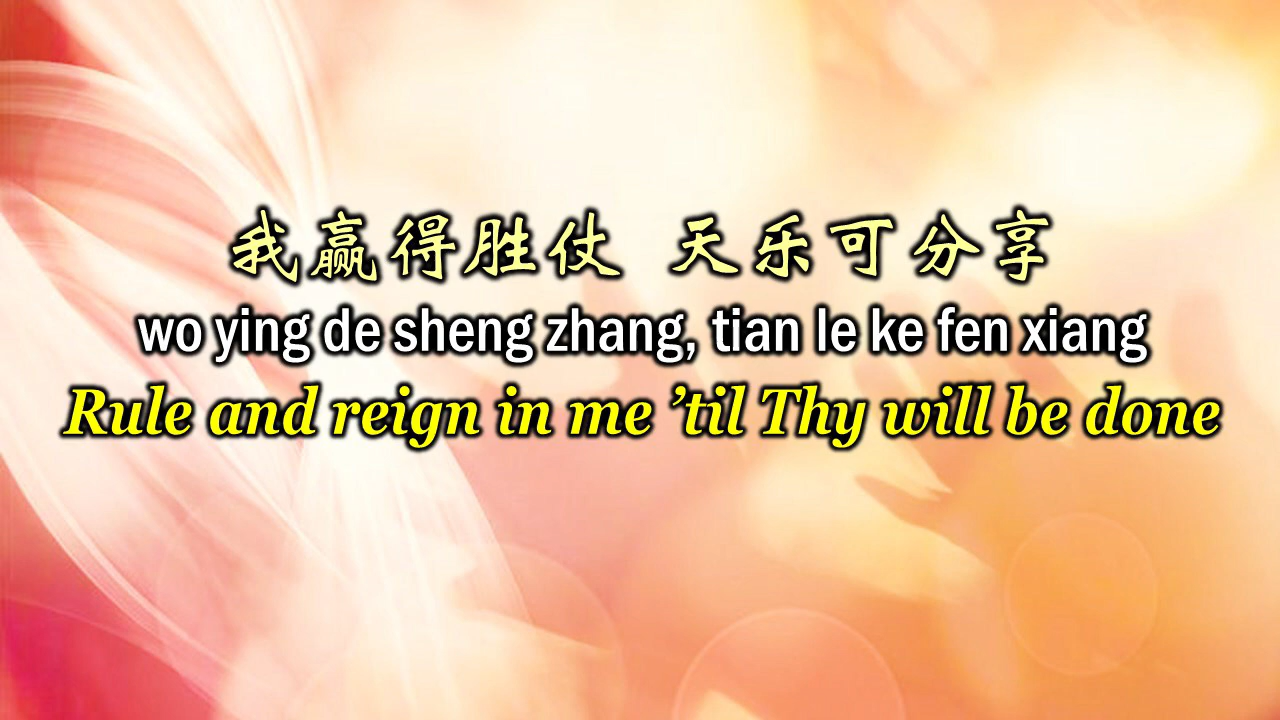 我赢得胜仗 天乐可分享
wo ying de sheng zhang, tian le ke fen xiang
Rule and reign in me ’til Thy will be done